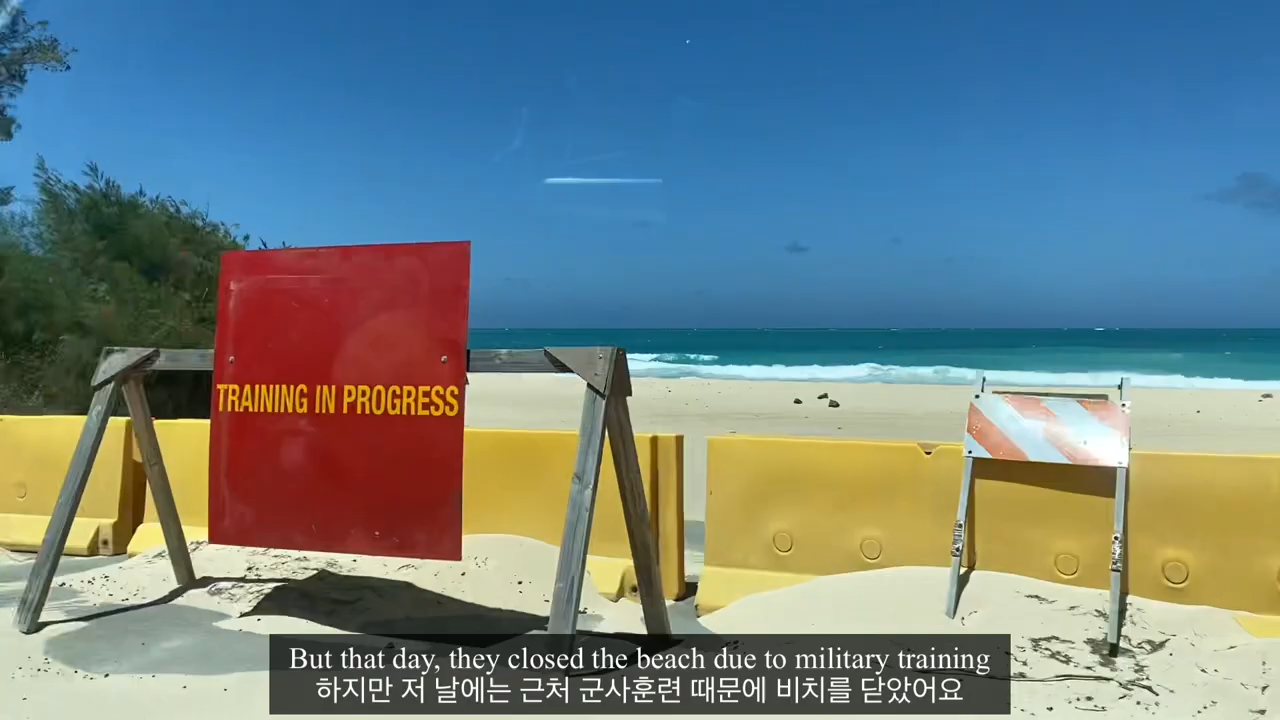 TRAINING IN PROGRESS
But that day, they closed the beach due to military training
하지만 저 날에는 근처 군사훈련 때문에 비치를 닫았어요